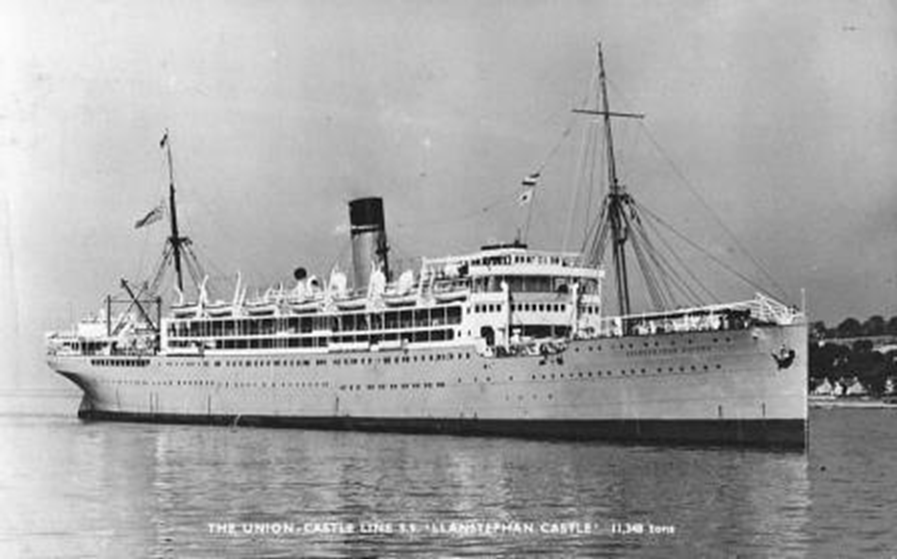 THE UNION-CASTLE LINE S.S. 'LLANSTEPHAN CASTLE' 11,348 tons